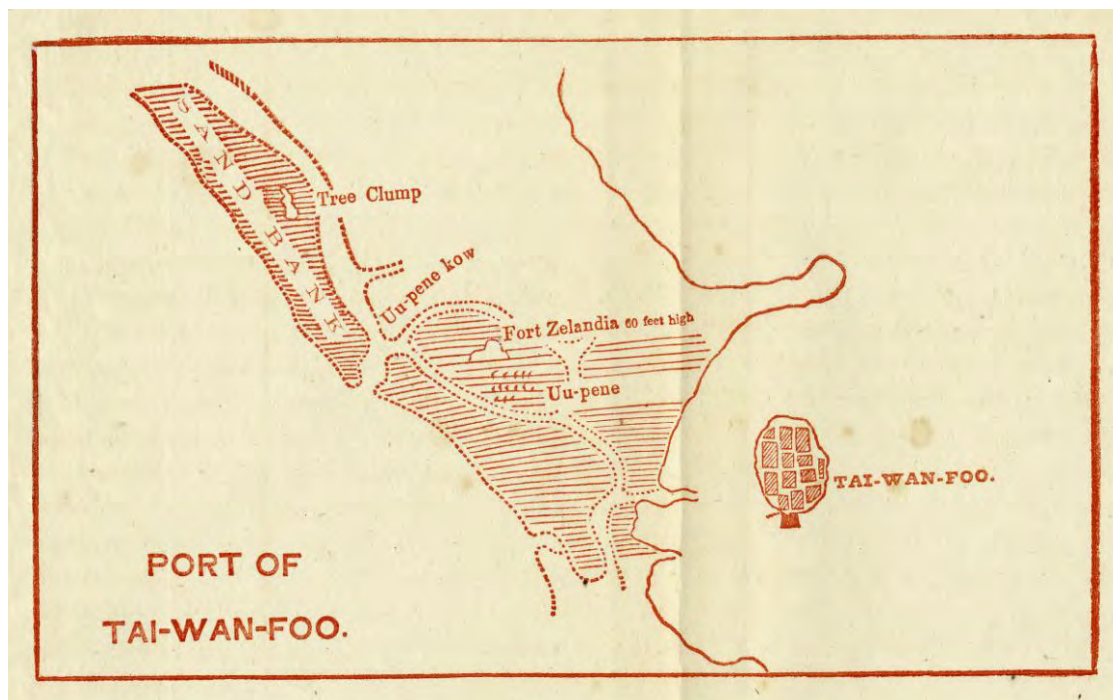 SAND BANK
Tree Clump
Uu-pene kow
Fort Zelandia 60 feet high
Uu-pene
TAI-WAN-FOO.
PORT OF
TAI-WAN-FOO.